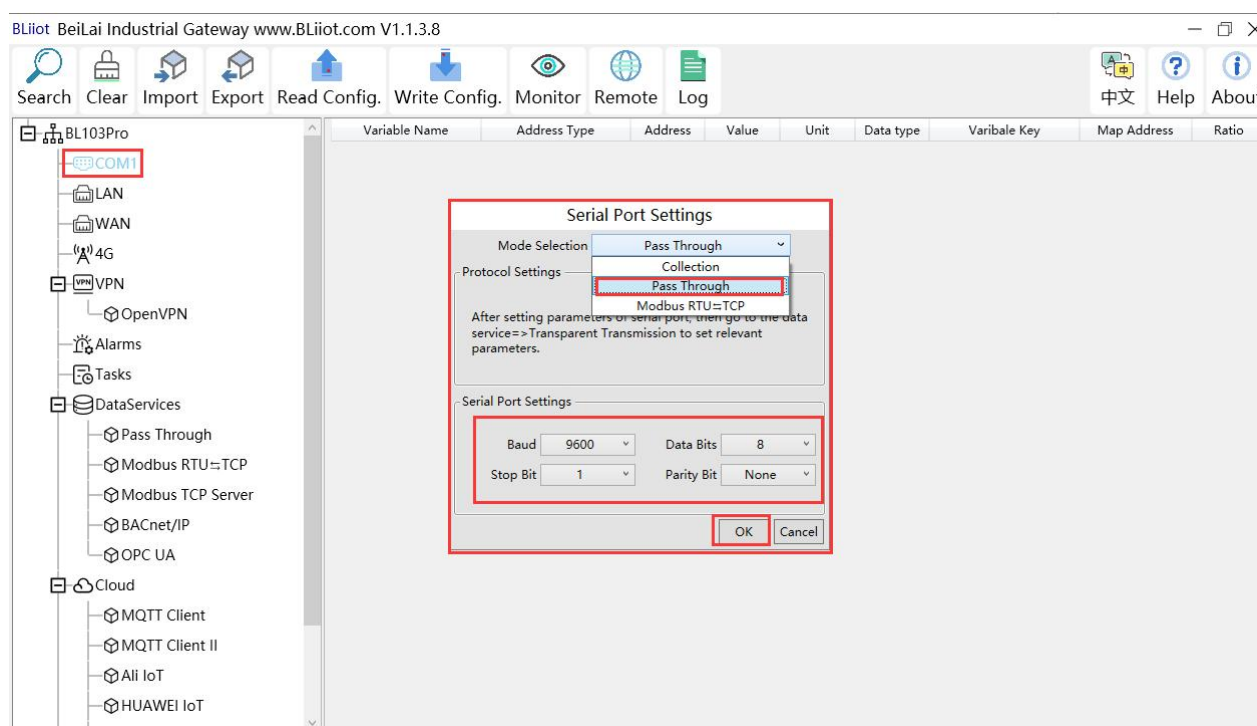 BLiiot BeiLai Industrial Gateway www.BLiiot.com V1.1.3.8
Search Clear Import Export Read Config. Write Config. Monitor Remote Log 中文 Help Abou
BL103Pro
COM1
LAN
WAN
4G
VPN VPN
OpenVPN
Alarms
Tasks
DataServices
Pass Through
Modbus RTU⇆TCP
Modbus TCP Server
BACnet/IP
OPC UA
Cloud
MQTT Client
MQTT Client II
Ali IoT
HUAWEI IoT
Variable Name Address Type Address Value Unit Data type Varibale Key Map Address Ratio
Serial Port Settings
Mode Selection Pass Through
Collection
Pass Through
Modbus RTU⇆TCP
Protocol Settings
After setting parameters of serial port, then go to the data
service=>Transparent Transmission to set relevant
parameters.
Serial Port Settings
Baud 9600 Data Bits 8
Stop Bit 1 Parity Bit None
OK Cancel